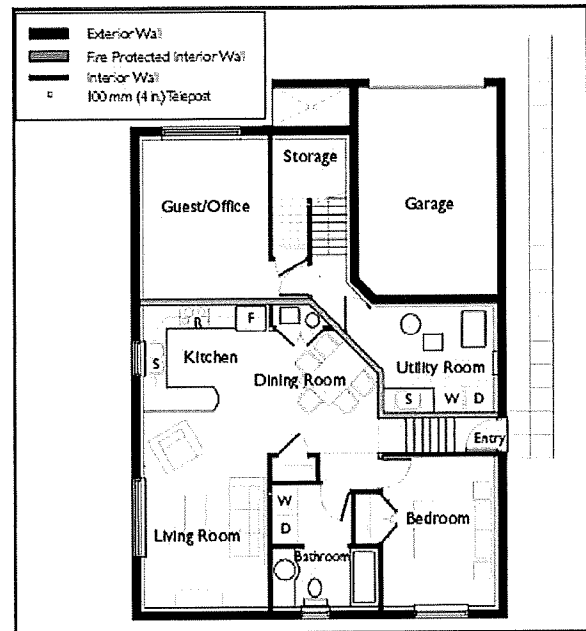 Exterior Wall
Fire Protected Interior Wall
Interior Wall
100 mm (4 in.) Telepost
Storage
Guest/Office
Garage
R
F
S
Kitchen
Dining Room
Utility Room
S
W
D
Entry
W
D
Living Room
Bathroom
Bedroom